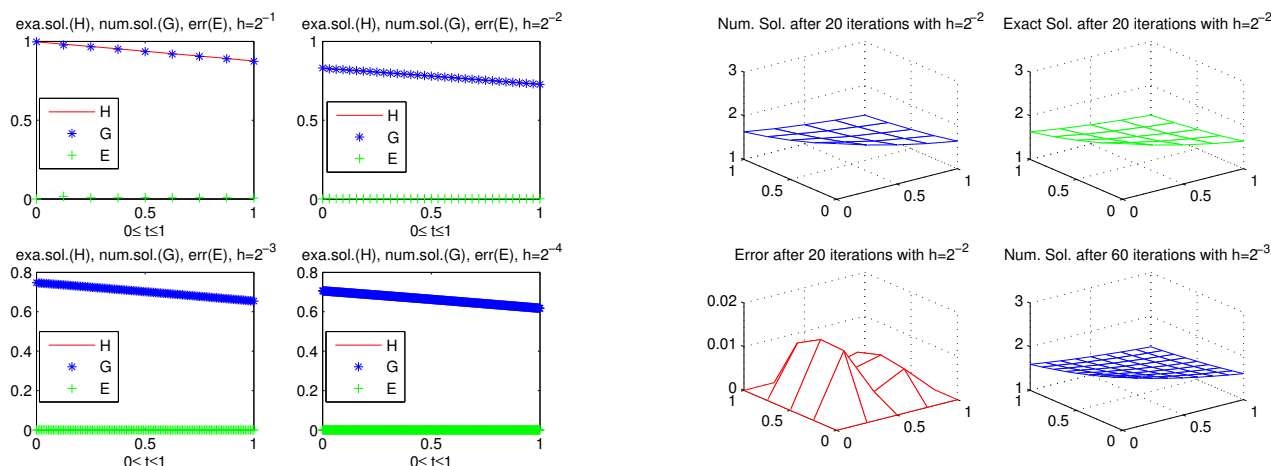 exa.sol.(H), num.sol.(G), err(E), h=2⁻¹
1
0.5
0
0 0.5 1
0≤ t≤1
H
G
E
exa.sol.(H), num.sol.(G), err(E), h=2⁻²
1
0.5
0
0 0.5 1
0≤ t≤1
H
G
E
Num. Sol. after 20 iterations with h=2⁻²
3
2
1
1
0.5
0
0
0.5
1
Exact Sol. after 20 iterations with h=2⁻²
3
2
1
1
0.5
0
0
0.5
1
exa.sol.(H), num.sol.(G), err(E), h=2⁻³
0.8
0.6
0.4
0.2
0
0 0.5 1
0≤ t≤1
H
G
E
exa.sol.(H), num.sol.(G), err(E), h=2⁻⁴
0.8
0.6
0.4
0.2
0
0 0.5 1
0≤ t≤1
H
G
E
Error after 20 iterations with h=2⁻²
0.02
0.01
0
1
0.5
0
0
0.5
1
Num. Sol. after 60 iterations with h=2⁻³
3
2
1
1
0.5
0
0
0.5
1